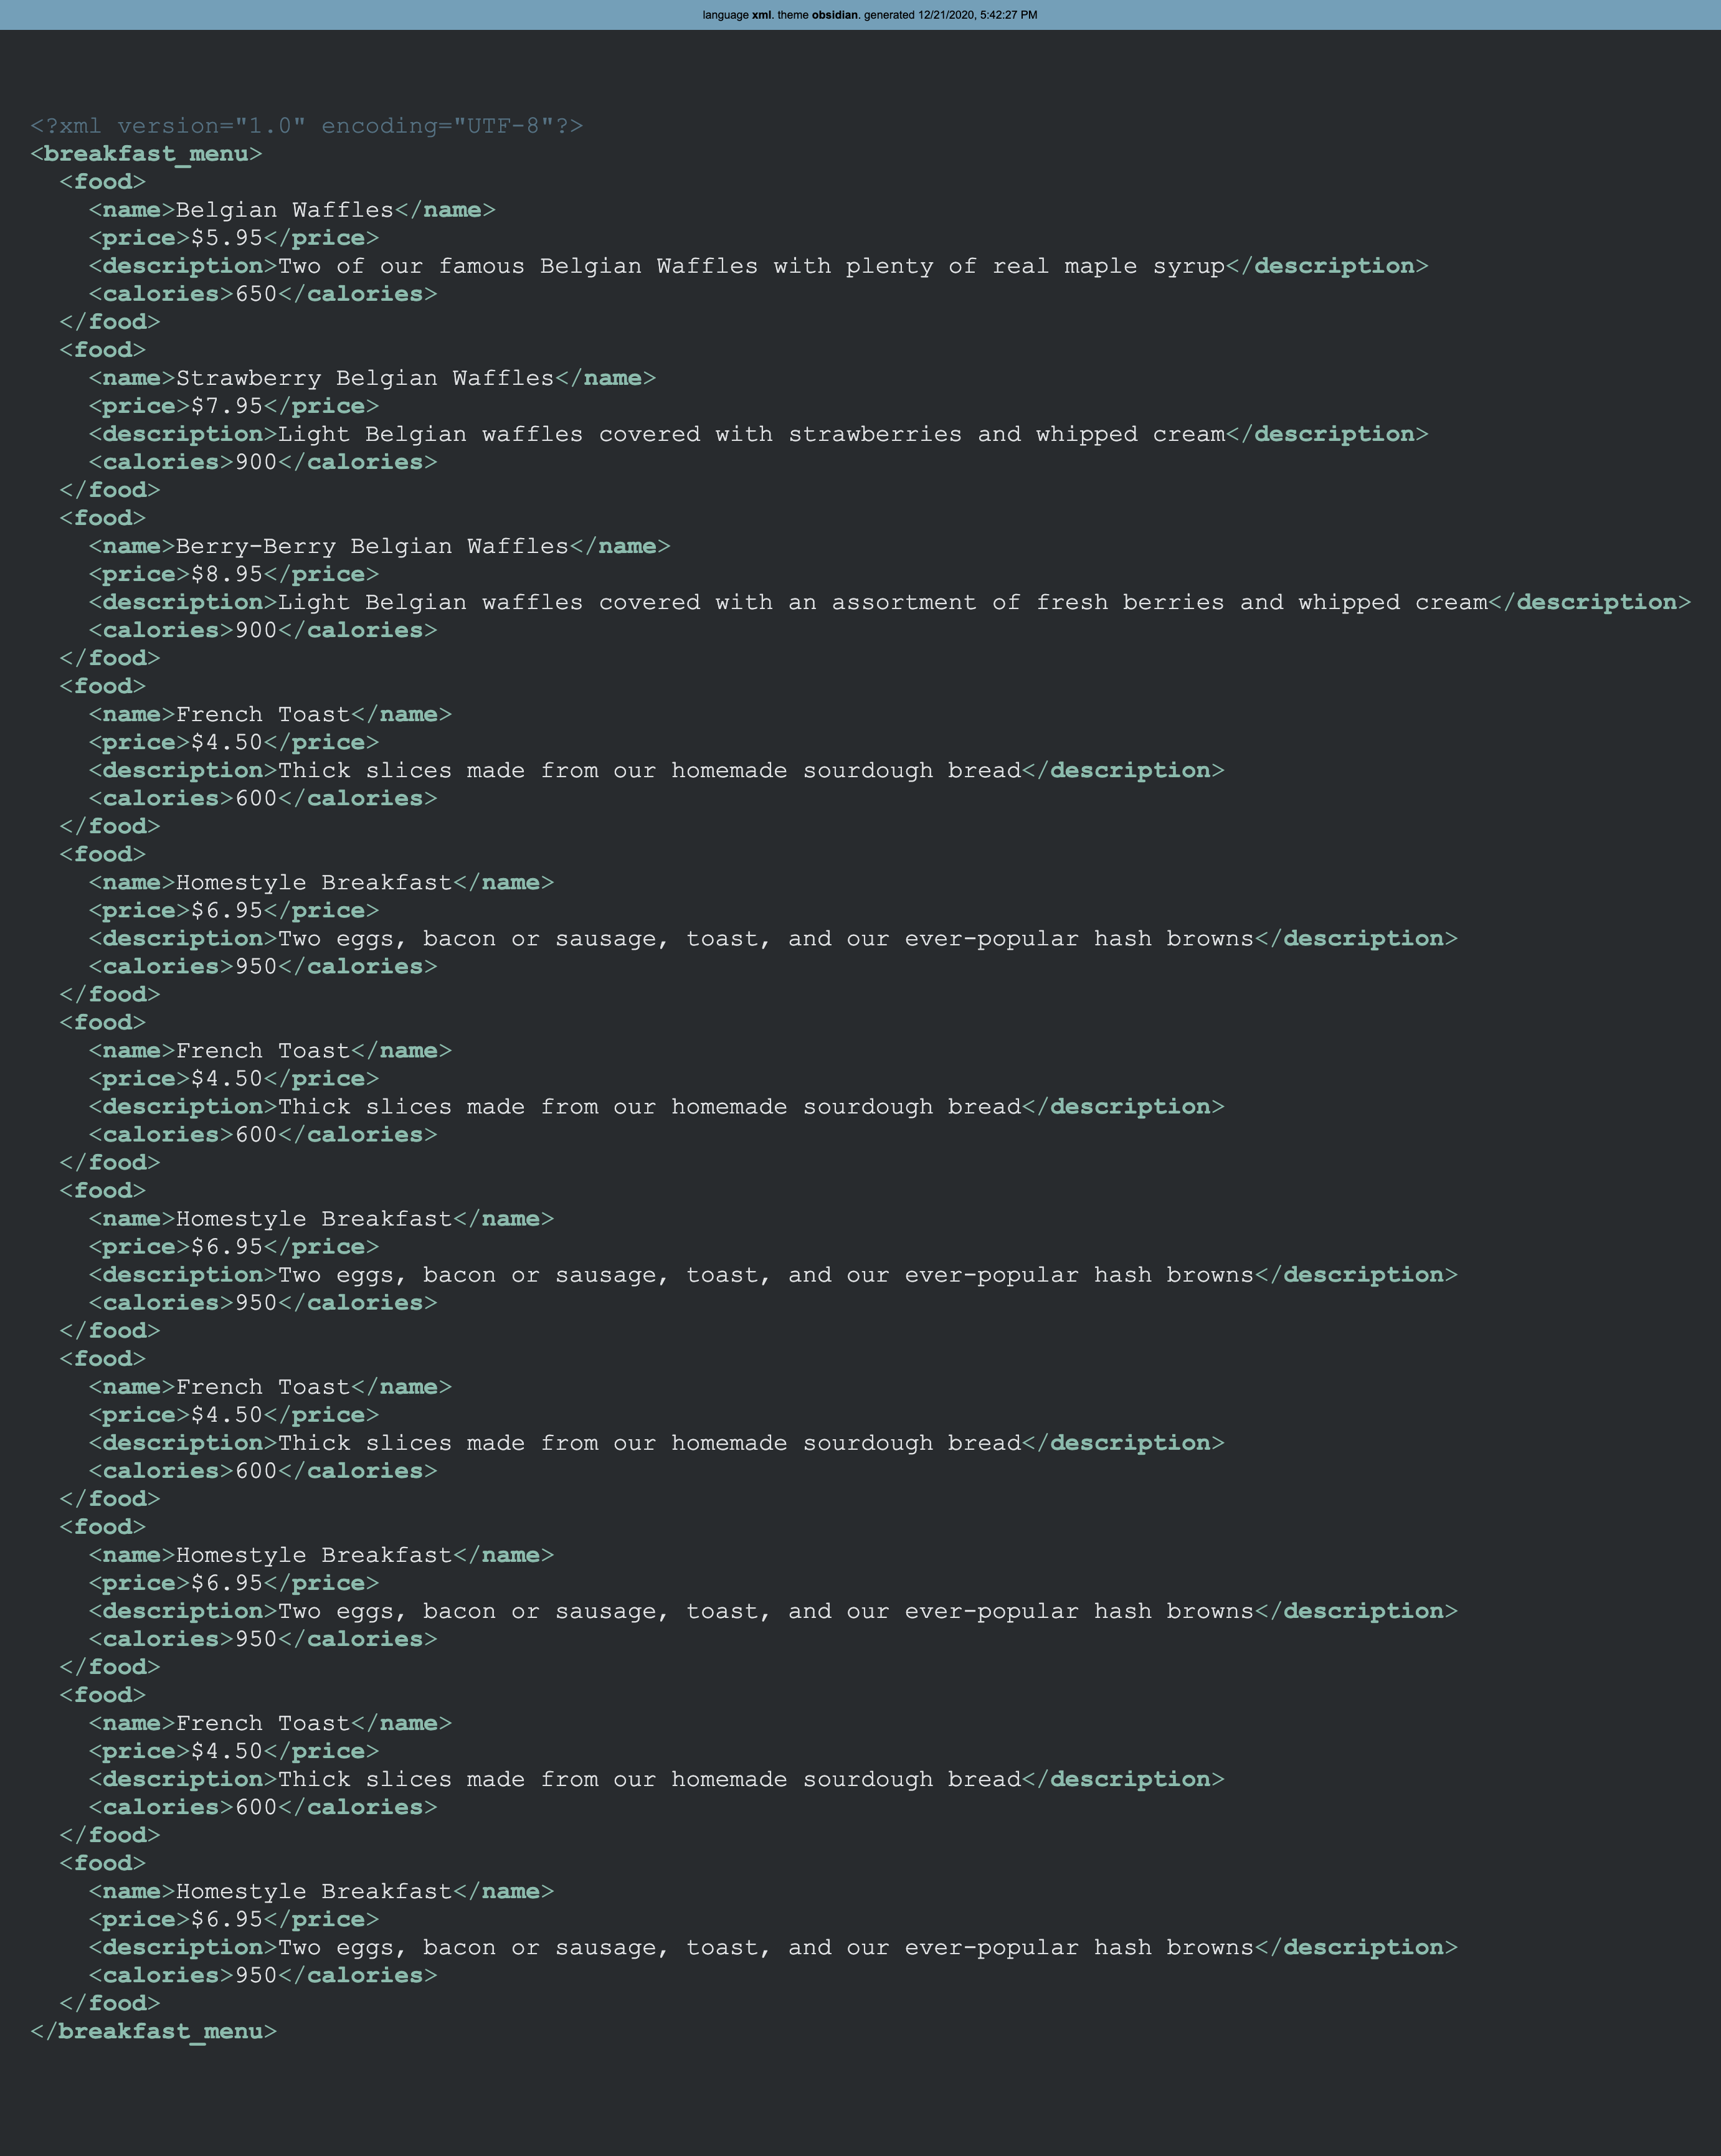 language xml. theme obsidian. generated 12/21/2020, 5:42:27 PM
<?xml version="1.0" encoding="UTF-8"?>
<breakfast_menu>
  <food>
    <name>Belgian Waffles</name>
    <price>$5.95</price>
    <description>Two of our famous Belgian Waffles with plenty of real maple syrup</description>
    <calories>650</calories>
  </food>
  <food>
    <name>Strawberry Belgian Waffles</name>
    <price>$7.95</price>
    <description>Light Belgian waffles covered with strawberries and whipped cream</description>
    <calories>900</calories>
  </food>
  <food>
    <name>Berry-Berry Belgian Waffles</name>
    <price>$8.95</price>
    <description>Light Belgian waffles covered with an assortment of fresh berries and whipped cream</description>
    <calories>900</calories>
  </food>
  <food>
    <name>French Toast</name>
    <price>$4.50</price>
    <description>Thick slices made from our homemade sourdough bread</description>
    <calories>600</calories>
  </food>
  <food>
    <name>Homestyle Breakfast</name>
    <price>$6.95</price>
    <description>Two eggs, bacon or sausage, toast, and our ever-popular hash browns</description>
    <calories>950</calories>
  </food>
  <food>
    <name>French Toast</name>
    <price>$4.50</price>
    <description>Thick slices made from our homemade sourdough bread</description>
    <calories>600</calories>
  </food>
  <food>
    <name>Homestyle Breakfast</name>
    <price>$6.95</price>
    <description>Two eggs, bacon or sausage, toast, and our ever-popular hash browns</description>
    <calories>950</calories>
  </food>
  <food>
    <name>French Toast</name>
    <price>$4.50</price>
    <description>Thick slices made from our homemade sourdough bread</description>
    <calories>600</calories>
  </food>
  <food>
    <name>Homestyle Breakfast</name>
    <price>$6.95</price>
    <description>Two eggs, bacon or sausage, toast, and our ever-popular hash browns</description>
    <calories>950</calories>
  </food>
  <food>
    <name>French Toast</name>
    <price>$4.50</price>
    <description>Thick slices made from our homemade sourdough bread</description>
    <calories>600</calories>
  </food>
  <food>
    <name>Homestyle Breakfast</name>
    <price>$6.95</price>
    <description>Two eggs, bacon or sausage, toast, and our ever-popular hash browns</description>
    <calories>950</calories>
  </food>
</breakfast_menu>